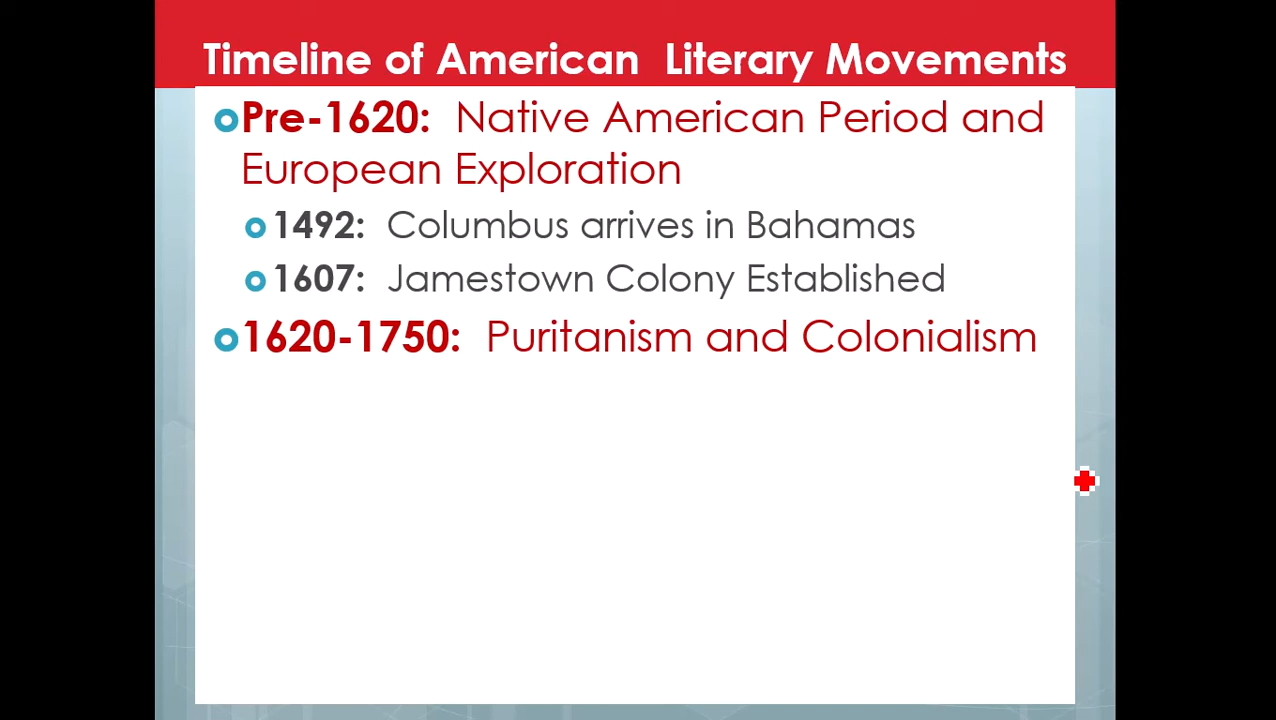 Timeline of American  Literary Movements
Pre-1620:  Native American Period and
European Exploration
1492:  Columbus arrives in Bahamas
1607:  Jamestown Colony Established
1620-1750:  Puritanism and Colonialism